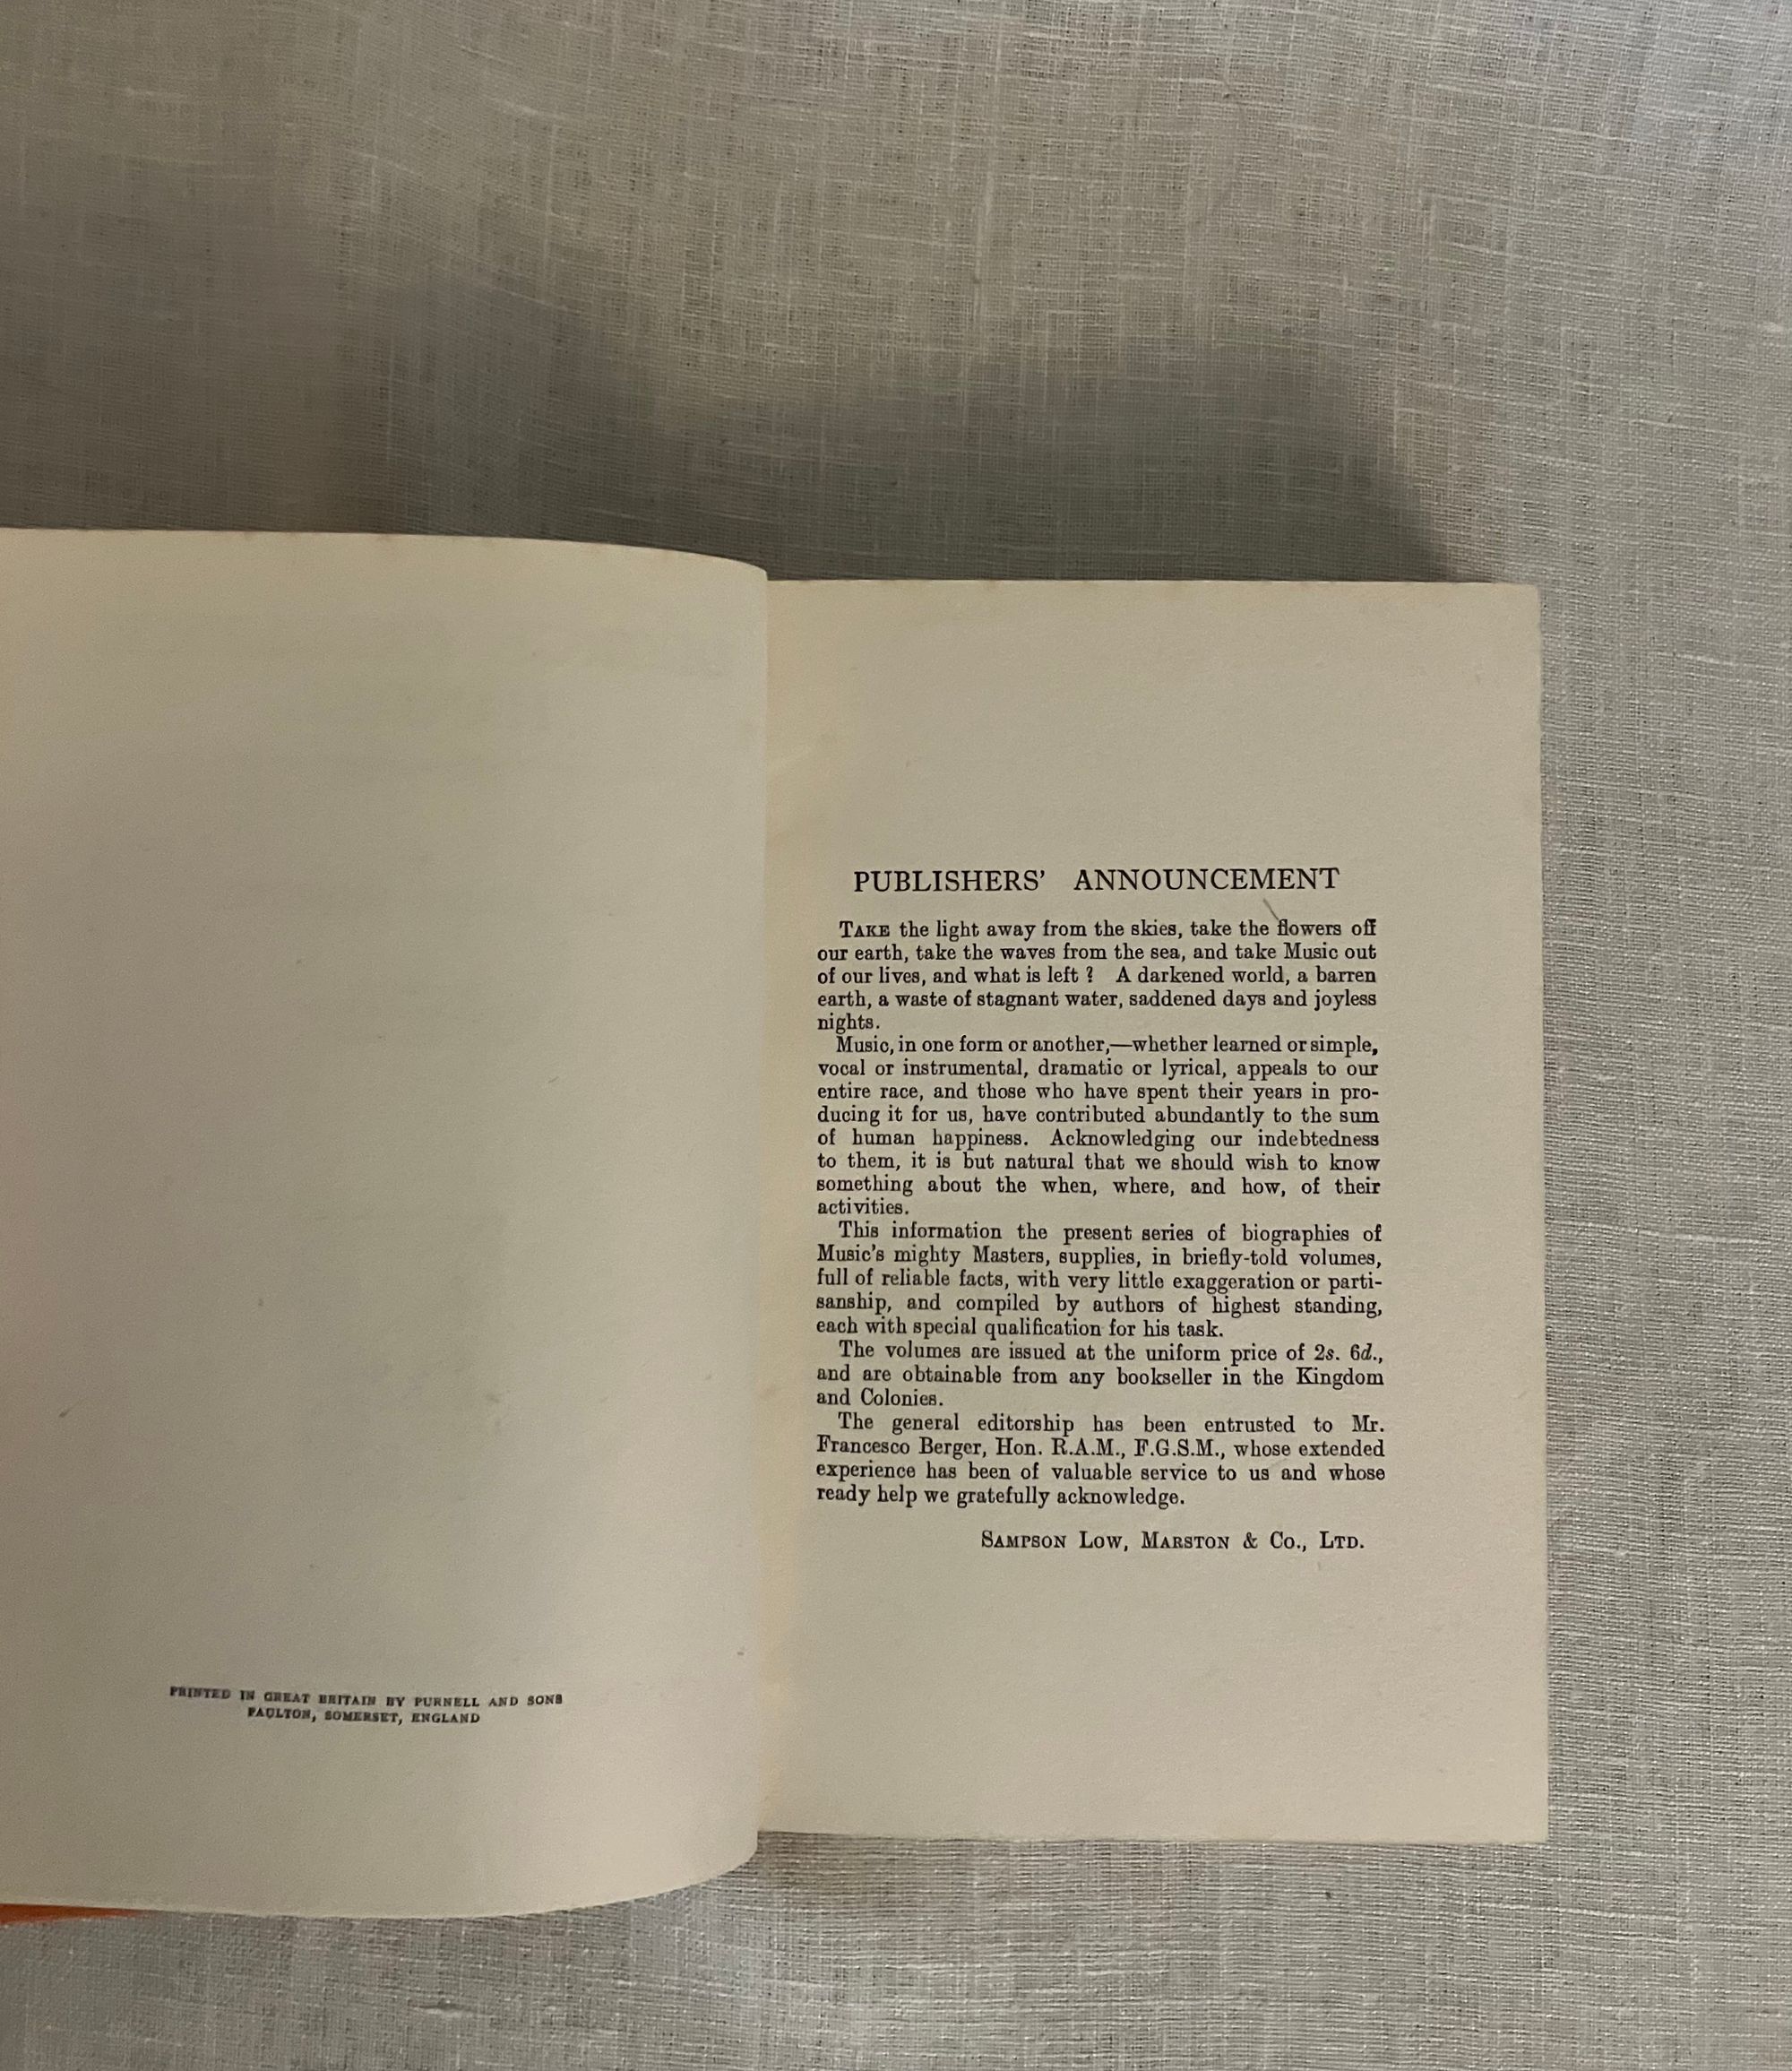 PRINTED IN GREAT BRITAIN BY PURNELL AND SONS
PAULTON, SOMERSET, ENGLAND
PUBLISHERS' ANNOUNCEMENT
TAKE the light away from the skies, take the flowers off
our earth, take the waves from the sea, and take Music out
of our lives, and what is left ? A darkened world, a barren
earth, a waste of stagnant water, saddened days and joyless
nights.
Music, in one form or another,—whether learned or simple,
vocal or instrumental, dramatic or lyrical, appeals to our
entire race, and those who have spent their years in pro-
ducing it for us, have contributed abundantly to the sum
of human happiness. Acknowledging our indebtedness
to them, it is but natural that we should wish to know
something about the when, where, and how, of their
activities.
This information the present series of biographies of
Music's mighty Masters, supplies, in briefly-told volumes,
full of reliable facts, with very little exaggeration or parti-
sanship, and compiled by authors of highest standing,
each with special qualification for his task.
The volumes are issued at the uniform price of 2s. 6d.,
and are obtainable from any bookseller in the Kingdom
and Colonies.
The general editorship has been entrusted to Mr.
Francesco Berger, Hon. R.A.M., F.G.S.M., whose extended
experience has been of valuable service to us and whose
ready help we gratefully acknowledge.
SAMPSON LOW, MARSTON & CO., LTD.